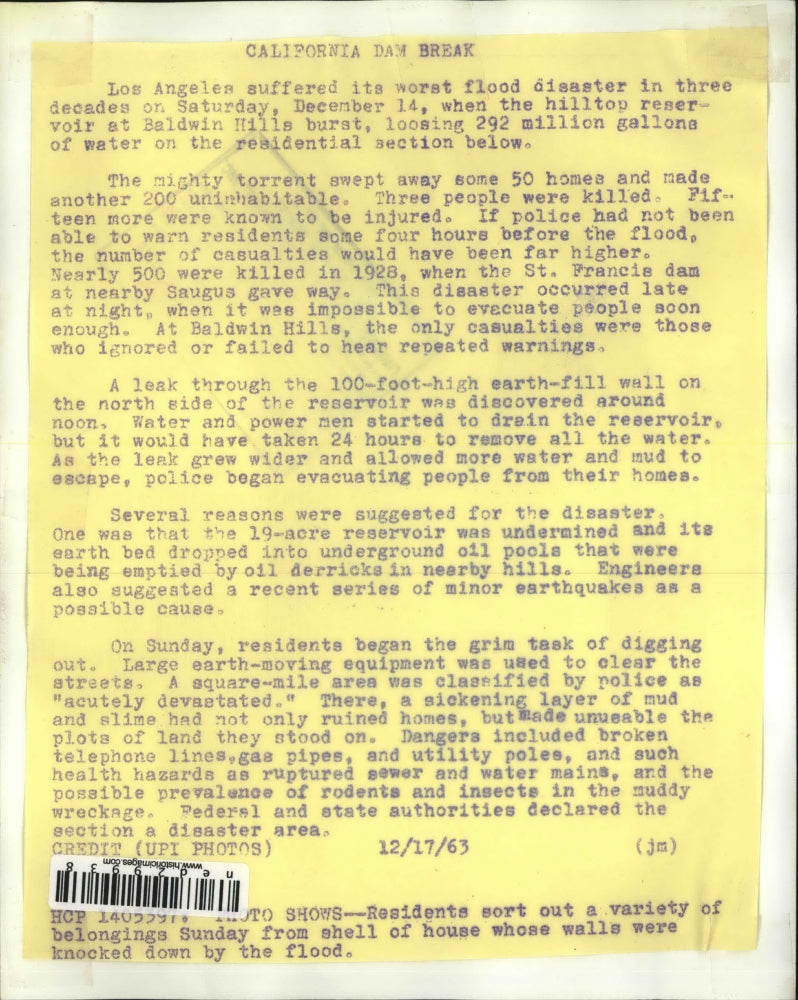 CALIFORNIA DAM BREAK
Los Angeles suffered its worst flood disaster in three
decades on Saturday, December 14, when the hilltop reser-
voir at Baldwin Hills burst, loosing 292 million gallons
of water on the residential section below.
The mighty torrent swept away some 50 homes and made
another 200 uninhabitable. Three people were killed. Fif-
teen more were known to be injured. If police had not been
able to warn residents some four hours before the flood,
the number of casualties would have been far higher.
Nearly 500 were killed in 1928, when the St. Francis dam
at nearby Saugus gave way. This disaster occurred late
at night, when it was impossible to evacuate people soon
enough. At Baldwin Hills, the only casualties were those
who ignored or failed to hear repeated warnings.
A leak through the 100-foot-high earth-fill wall on
the north side of the reservoir was discovered around
noon. Water and power men started to drain the reservoir,
but it would have taken 24 hours to remove all the water.
As the leak grew wider and allowed more water and mud to
escape, police began evacuating people from their homes.
Several reasons were suggested for the disaster.
One was that the 19-acre reservoir was undermined and its
earth bed dropped into underground oil pools that were
being emptied by oil derricks in nearby hills. Engineers
also suggested a recent series of minor earthquakes as a
possible cause.
On Sunday, residents began the grim task of digging
out. Large earth-moving equipment was used to clear the
streets. A square-mile area was classified by police as
"acutely devastated." There, a sickening layer of mud
and slime had not only ruined homes, but made unuseable the
plots of land they stood on. Dangers included broken
telephone lines, gas pipes, and utility poles, and such
health hazards as ruptured sewer and water mains, and the
possible prevalence of rodents and insects in the muddy
wreckage. Federal and state authorities declared the
section a disaster area.
CREDIT (UPI PHOTOS) 12/17/63 (jm)
www.historicimages.com
n e d 2 9 9 3 8
HCP PHOTO SHOWS--Residents sort out a variety of
belongings Sunday from shell of house whose walls were
knocked down by the flood.